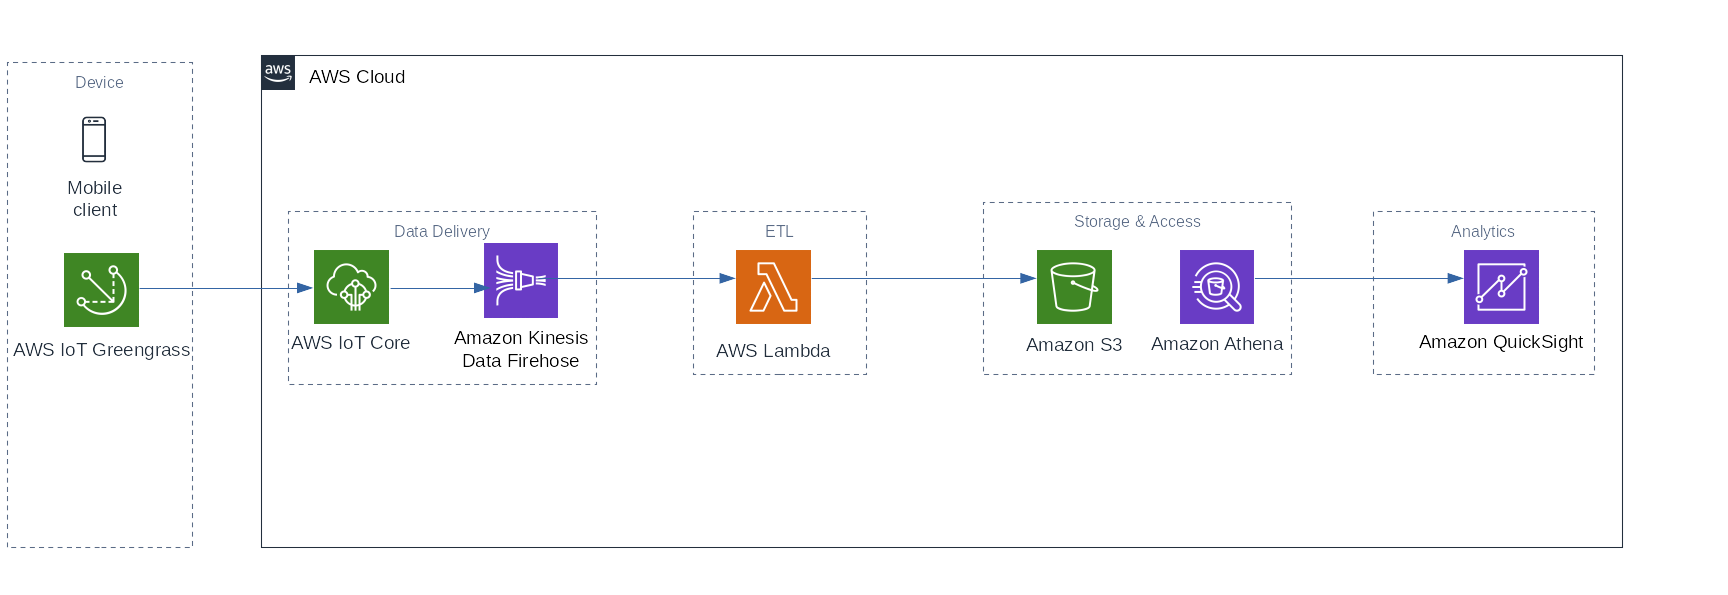 Device
Mobile
client
AWS IoT Greengrass
aws
AWS Cloud
Data Delivery
AWS IoT Core
Amazon Kinesis
Data Firehose
ETL
AWS Lambda
Storage & Access
Amazon S3
Amazon Athena
Analytics
Amazon QuickSight